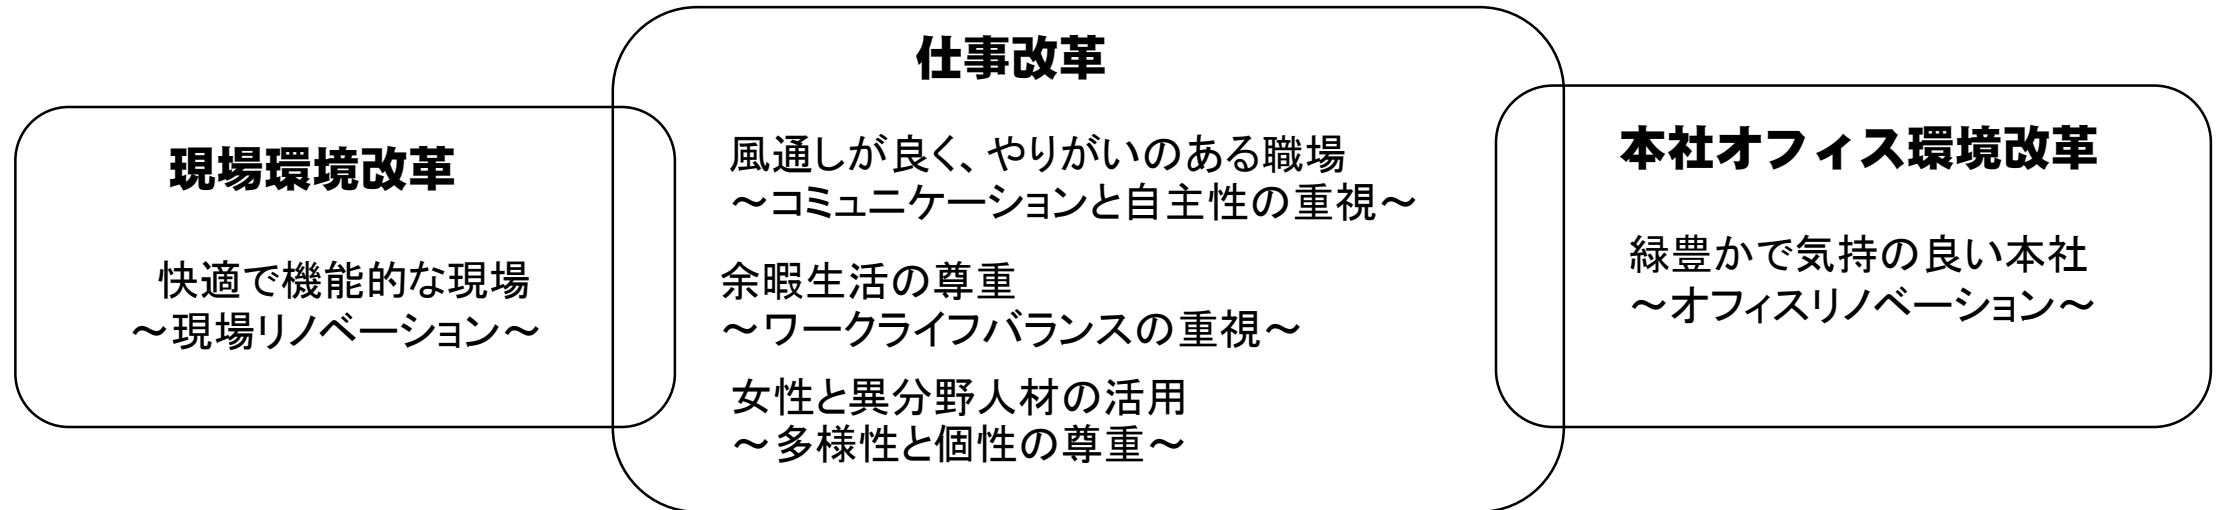 現場環境改革
快適で機能的な現場
～現場リノベーション～
仕事改革
風通しが良く、やりがいのある職場
～コミュニケーションと自主性の重視～
余暇生活の尊重
～ワークライフバランスの重視～
女性と異分野人材の活用
～多様性と個性の尊重～
本社オフィス環境改革
緑豊かで気持の良い本社
～オフィスリノベーション～